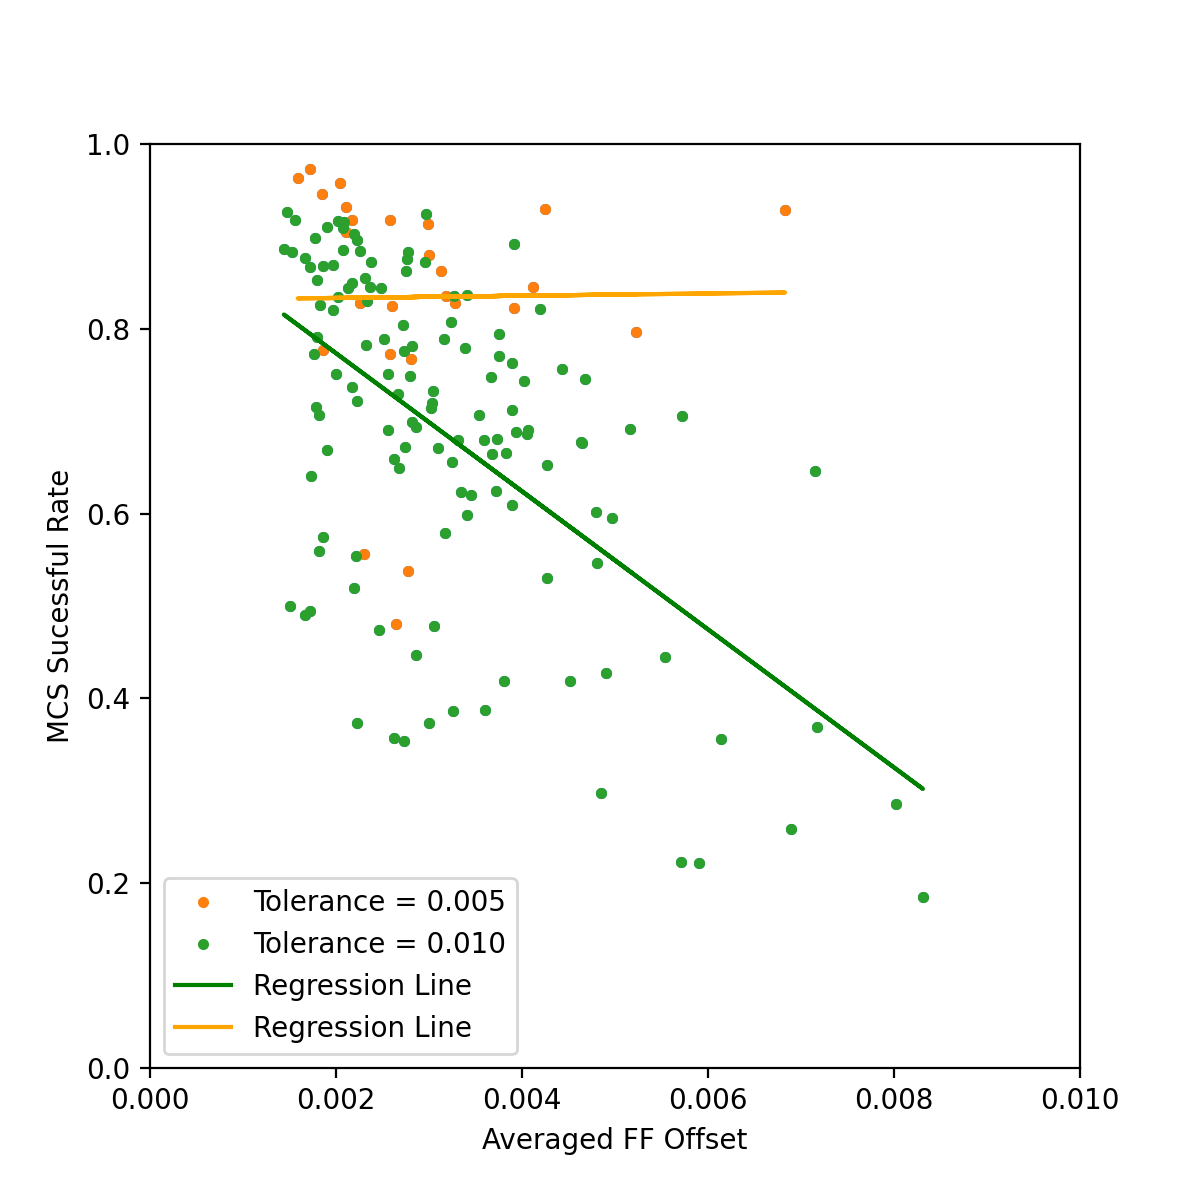 1.0
0.8
0.6
0.4
0.2
0.0
MCS Sucessful Rate
Tolerance = 0.005
Tolerance = 0.010
Regression Line
Regression Line
0.000 0.002 0.004 0.006 0.008 0.010
Averaged FF Offset